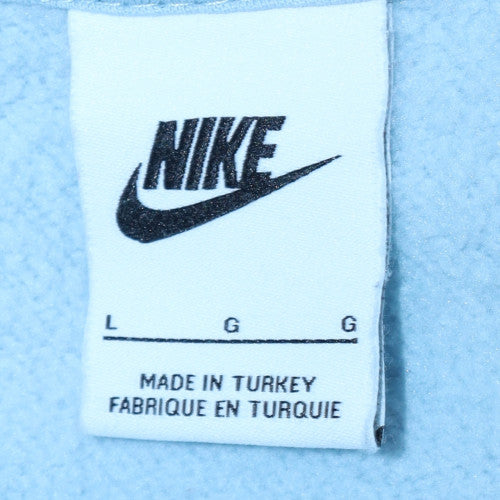 NIKE
L G G
MADE IN TURKEY
FABRIQUE EN TURQUIE